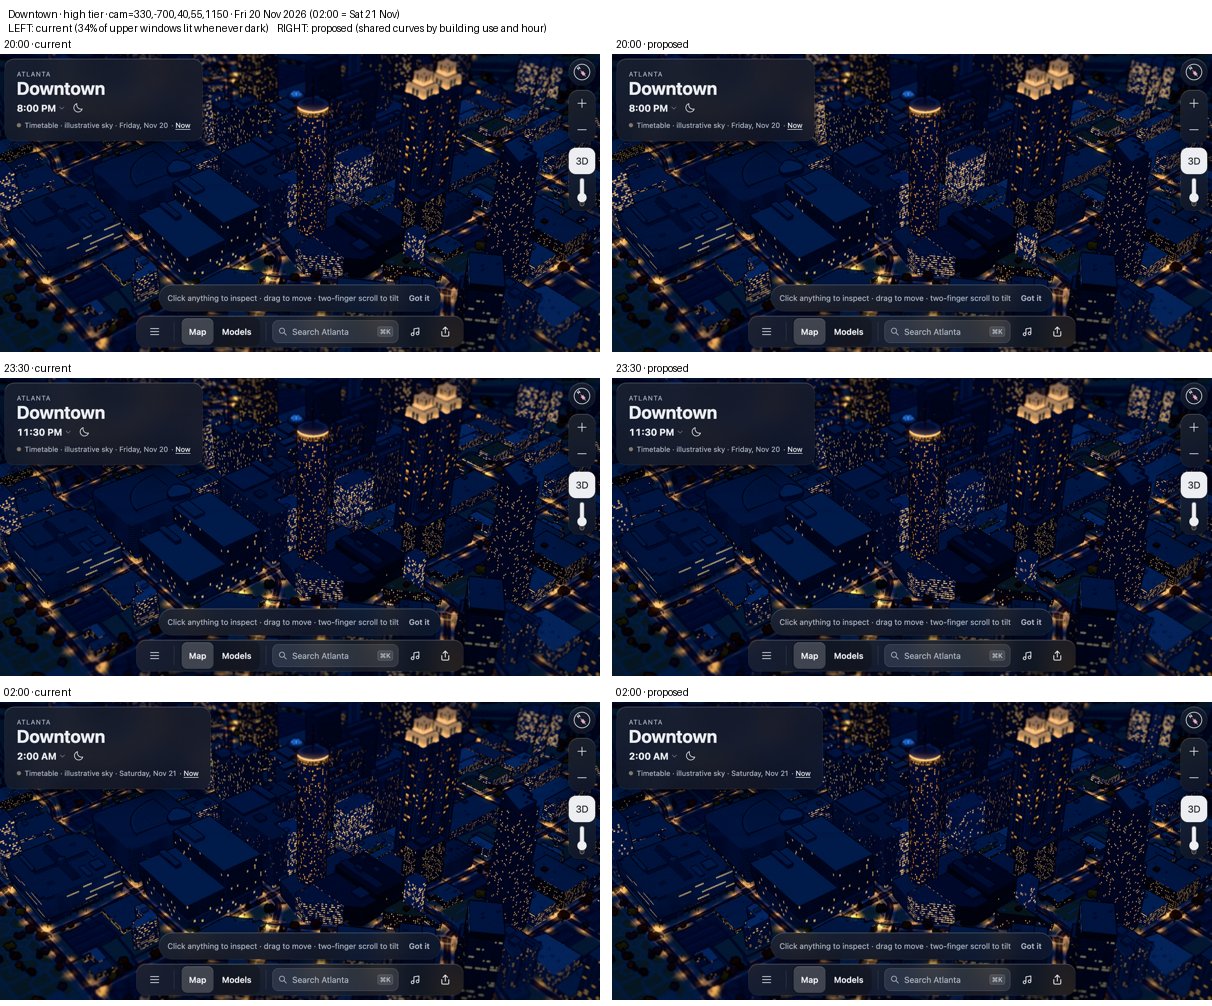 Downtown · high tier · cam=330,-700,40,55,1150 · Fri 20 Nov 2026 (02:00 = Sat 21 Nov)
LEFT: current (34% of upper windows lit whenever dark) RIGHT: proposed (shared curves by building use and hour)
20:00 · current
20:00 · proposed
ATLANTA
Downtown
8:00 PM
Timetable · illustrative sky · Friday, Nov 20 · Now
3D
Click anything to inspect · drag to move · two-finger scroll to tilt Got it
Map Models Search Atlanta ⌘K
ATLANTA
Downtown
8:00 PM
Timetable · illustrative sky · Friday, Nov 20 · Now
3D
Click anything to inspect · drag to move · two-finger scroll to tilt Got it
Map Models Search Atlanta ⌘K
23:30 · current
23:30 · proposed
ATLANTA
Downtown
11:30 PM
Timetable · illustrative sky · Friday, Nov 20 · Now
3D
Click anything to inspect · drag to move · two-finger scroll to tilt Got it
Map Models Search Atlanta ⌘K
ATLANTA
Downtown
11:30 PM
Timetable · illustrative sky · Friday, Nov 20 · Now
3D
Click anything to inspect · drag to move · two-finger scroll to tilt Got it
Map Models Search Atlanta ⌘K
02:00 · current
02:00 · proposed
ATLANTA
Downtown
2:00 AM
Timetable · illustrative sky · Saturday, Nov 21 · Now
3D
Click anything to inspect · drag to move · two-finger scroll to tilt Got it
Map Models Search Atlanta ⌘K
ATLANTA
Downtown
2:00 AM
Timetable · illustrative sky · Saturday, Nov 21 · Now
3D
Click anything to inspect · drag to move · two-finger scroll to tilt Got it
Map Models Search Atlanta ⌘K